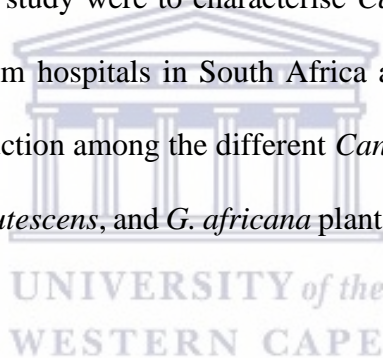 study were to characterise
m hospitals in South Africa
ction among the different Can
utescens, and G. africana plant
UNIVERSITY of the
WESTERN CAPE